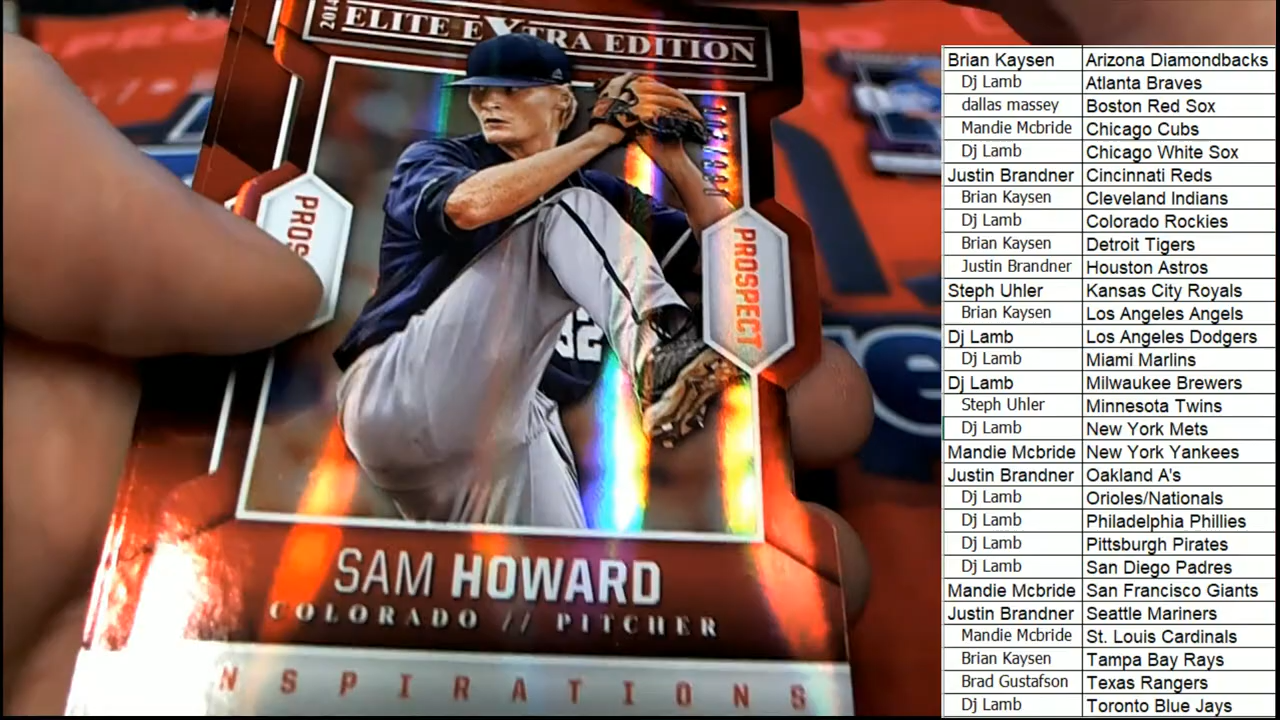 2014
ELITE EXTRA EDITION
PROS
PROSPECT
32
SAM HOWARD
COLORADO // PITCHER
NSPIRATIONS
Brian Kaysen Arizona Diamondbacks
Dj Lamb Atlanta Braves
dallas massey Boston Red Sox
Mandie Mcbride Chicago Cubs
Dj Lamb Chicago White Sox
Justin Brandner Cincinnati Reds
Brian Kaysen Cleveland Indians
Dj Lamb Colorado Rockies
Brian Kaysen Detroit Tigers
Justin Brandner Houston Astros
Steph Uhler Kansas City Royals
Brian Kaysen Los Angeles Angels
Dj Lamb Los Angeles Dodgers
Dj Lamb Miami Marlins
Dj Lamb Milwaukee Brewers
Steph Uhler Minnesota Twins
Dj Lamb New York Mets
Mandie Mcbride New York Yankees
Justin Brandner Oakland A's
Dj Lamb Orioles/Nationals
Dj Lamb Philadelphia Phillies
Dj Lamb Pittsburgh Pirates
Dj Lamb San Diego Padres
Mandie Mcbride San Francisco Giants
Justin Brandner Seattle Mariners
Mandie Mcbride St. Louis Cardinals
Brian Kaysen Tampa Bay Rays
Brad Gustafson Texas Rangers
Dj Lamb Toronto Blue Jays